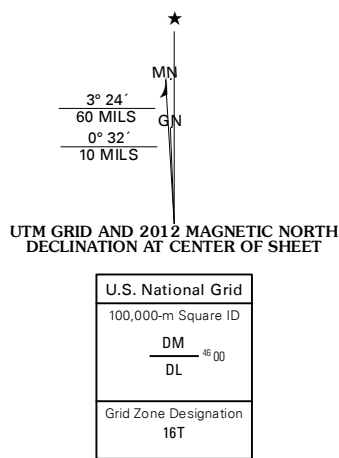 ★
MN
3° 24´
60 MILS
GN
0° 32´
10 MILS
UTM GRID AND 2012 MAGNETIC NORTH
DECLINATION AT CENTER OF SHEET
U.S. National Grid
100,000-m Square ID
DM
46 00
DL
Grid Zone Designation
16T